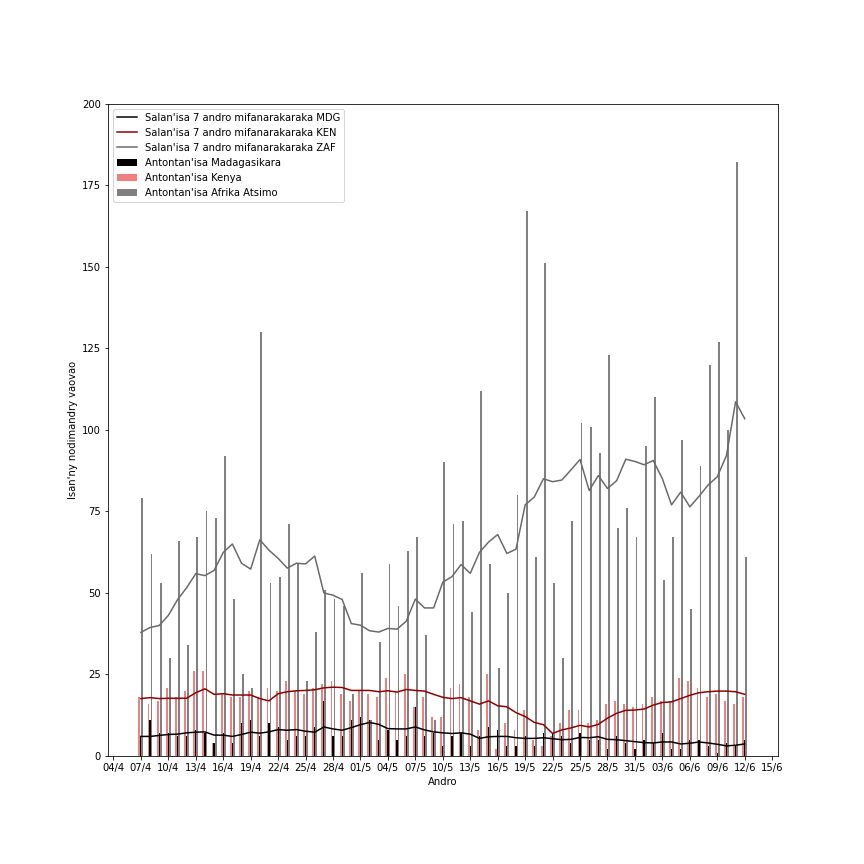 200
175
150
125
100
75
50
25
0
Isan'ny nodimandry vaovao
Salan'isa 7 andro mifanarakaraka MDG
Salan'isa 7 andro mifanarakaraka KEN
Salan'isa 7 andro mifanarakaraka ZAF
Antontan'isa Madagasikara
Antontan'isa Kenya
Antontan'isa Afrika Atsimo
04/4 07/4 10/4 13/4 16/4 19/4 22/4 25/4 28/4 01/5 04/5 07/5 10/5 13/5 16/5 19/5 22/5 25/5 28/5 31/5 03/6 06/6 09/6 12/6 15/6
Andro